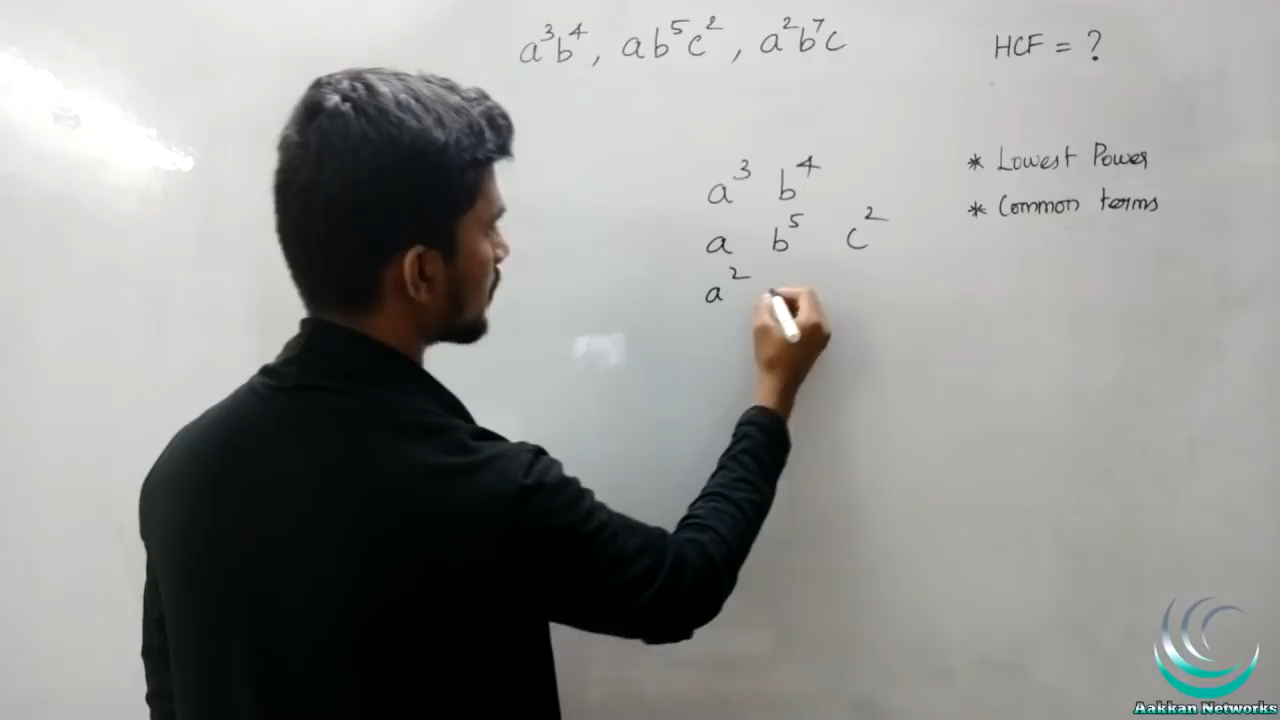 a³b⁴, ab⁵c², a²b⁷c HCF = ?
a³ b⁴
a b⁵ c²
a²
* Lowest Power
* Common terms
Aakkan Networks